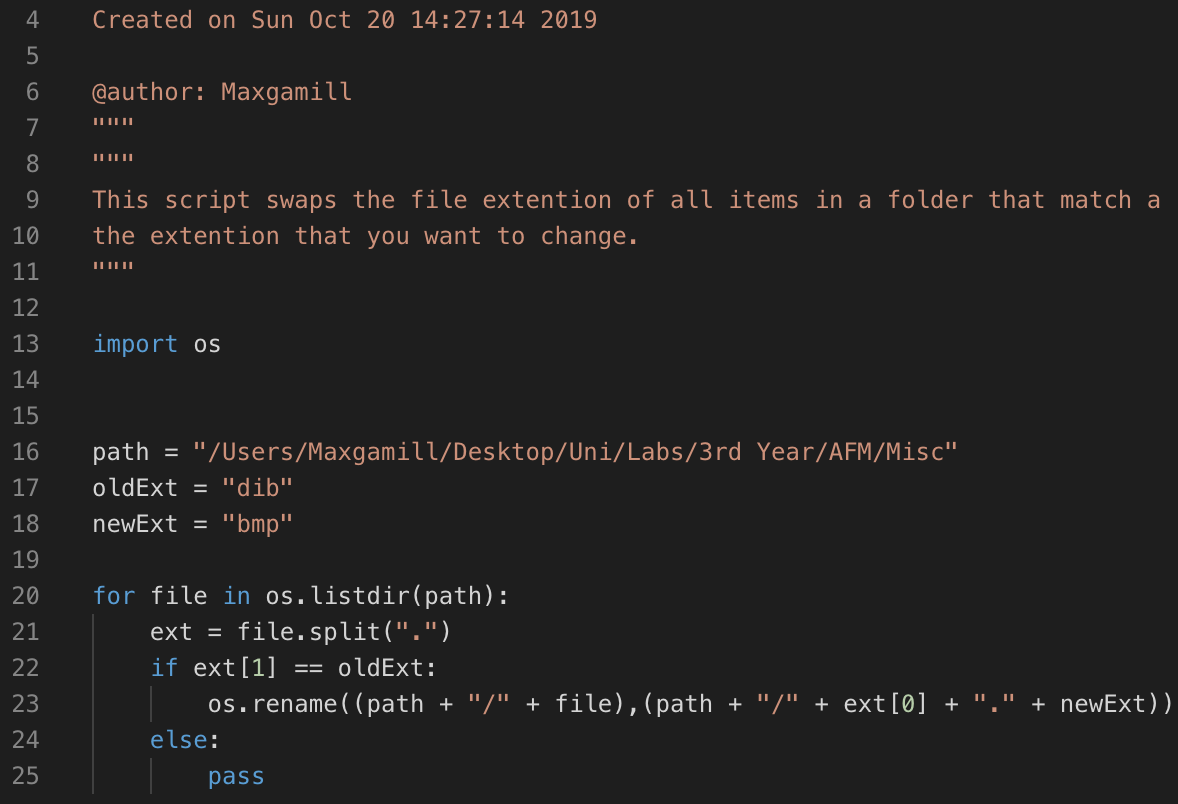 4 Created on Sun Oct 20 14:27:14 2019
5
6 @author: Maxgamill
7 """
8 """
9 This script swaps the file extention of all items in a folder that match a
10 the extention that you want to change.
11 """
12
13 import os
14
15
16 path = "/Users/Maxgamill/Desktop/Uni/Labs/3rd Year/AFM/Misc"
17 oldExt = "dib"
18 newExt = "bmp"
19
20 for file in os.listdir(path):
21     ext = file.split(".")
22     if ext[1] == oldExt:
23         os.rename((path + "/" + file),(path + "/" + ext[0] + "." + newExt))
24     else:
25         pass